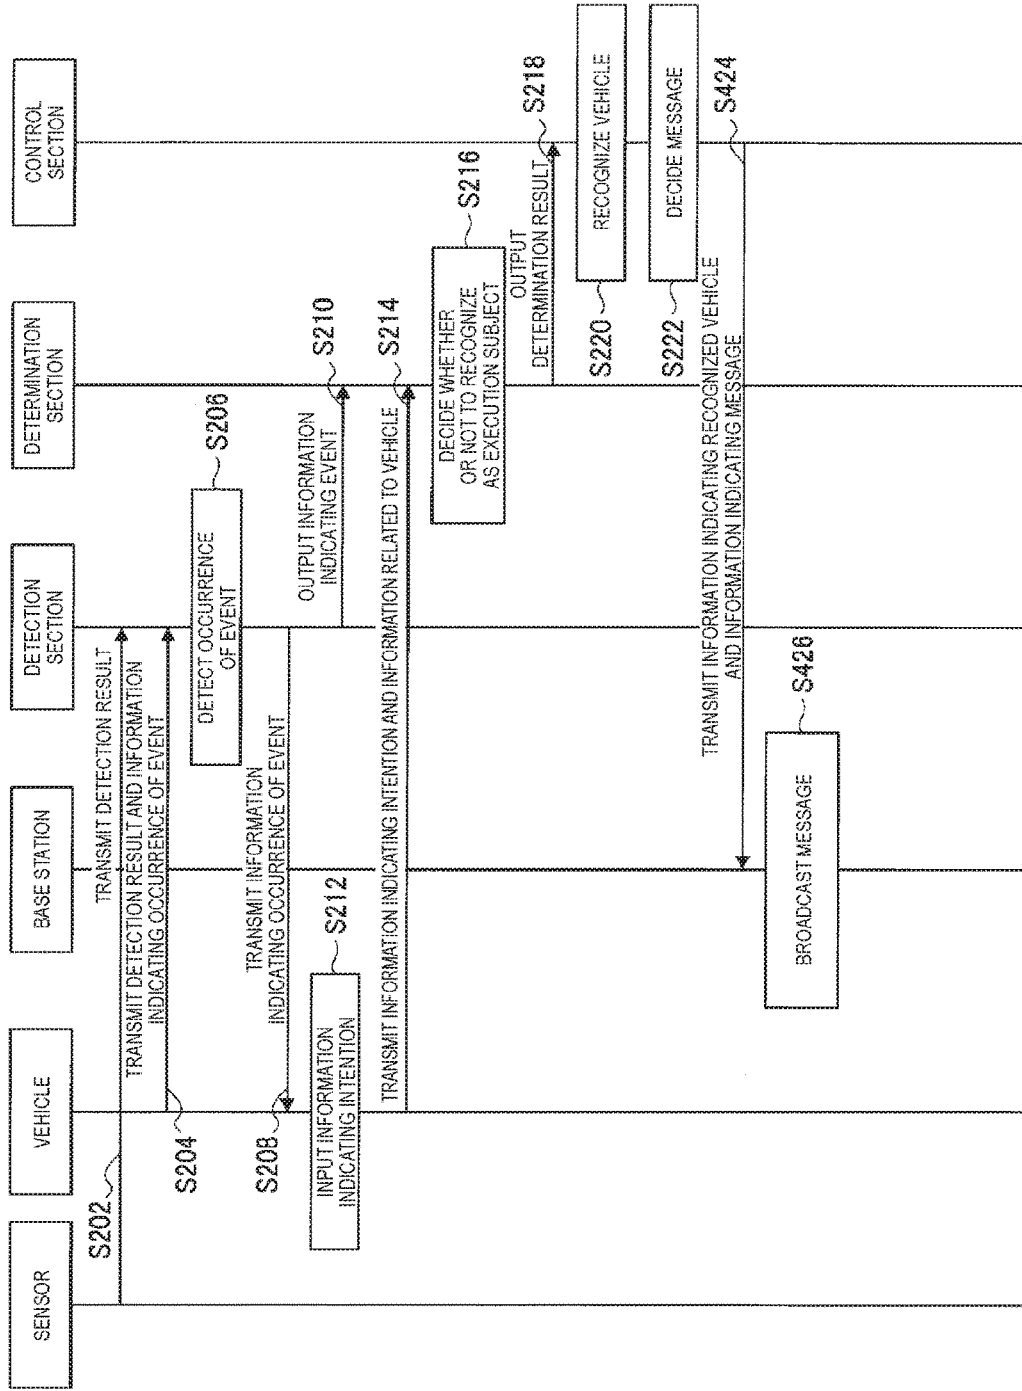 SENSOR
VEHICLE
BASE STATION
DETECTION
SECTION
DETERMINATION
SECTION
CONTROL
SECTION
S202
TRANSMIT DETECTION RESULT
TRANSMIT DETECTION RESULT AND INFORMATION
INDICATING OCCURRENCE OF EVENT
S204
DETECT OCCURRENCE
OF EVENT
S206
TRANSMIT INFORMATION
INDICATING OCCURRENCE OF EVENT
S208
OUTPUT INFORMATION
INDICATING EVENT
S210
INPUT INFORMATION
INDICATING INTENTION
S212
TRANSMIT INFORMATION INDICATING INTENTION AND INFORMATION RELATED TO VEHICLE
S214
DECIDE WHETHER
OR NOT TO RECOGNIZE
AS EXECUTION SUBJECT
S216
OUTPUT
DETERMINATION RESULT
S218
RECOGNIZE VEHICLE
S220
DECIDE MESSAGE
S222
TRANSMIT INFORMATION INDICATING RECOGNIZED VEHICLE
AND INFORMATION INDICATING MESSAGE
S424
BROADCAST MESSAGE
S426